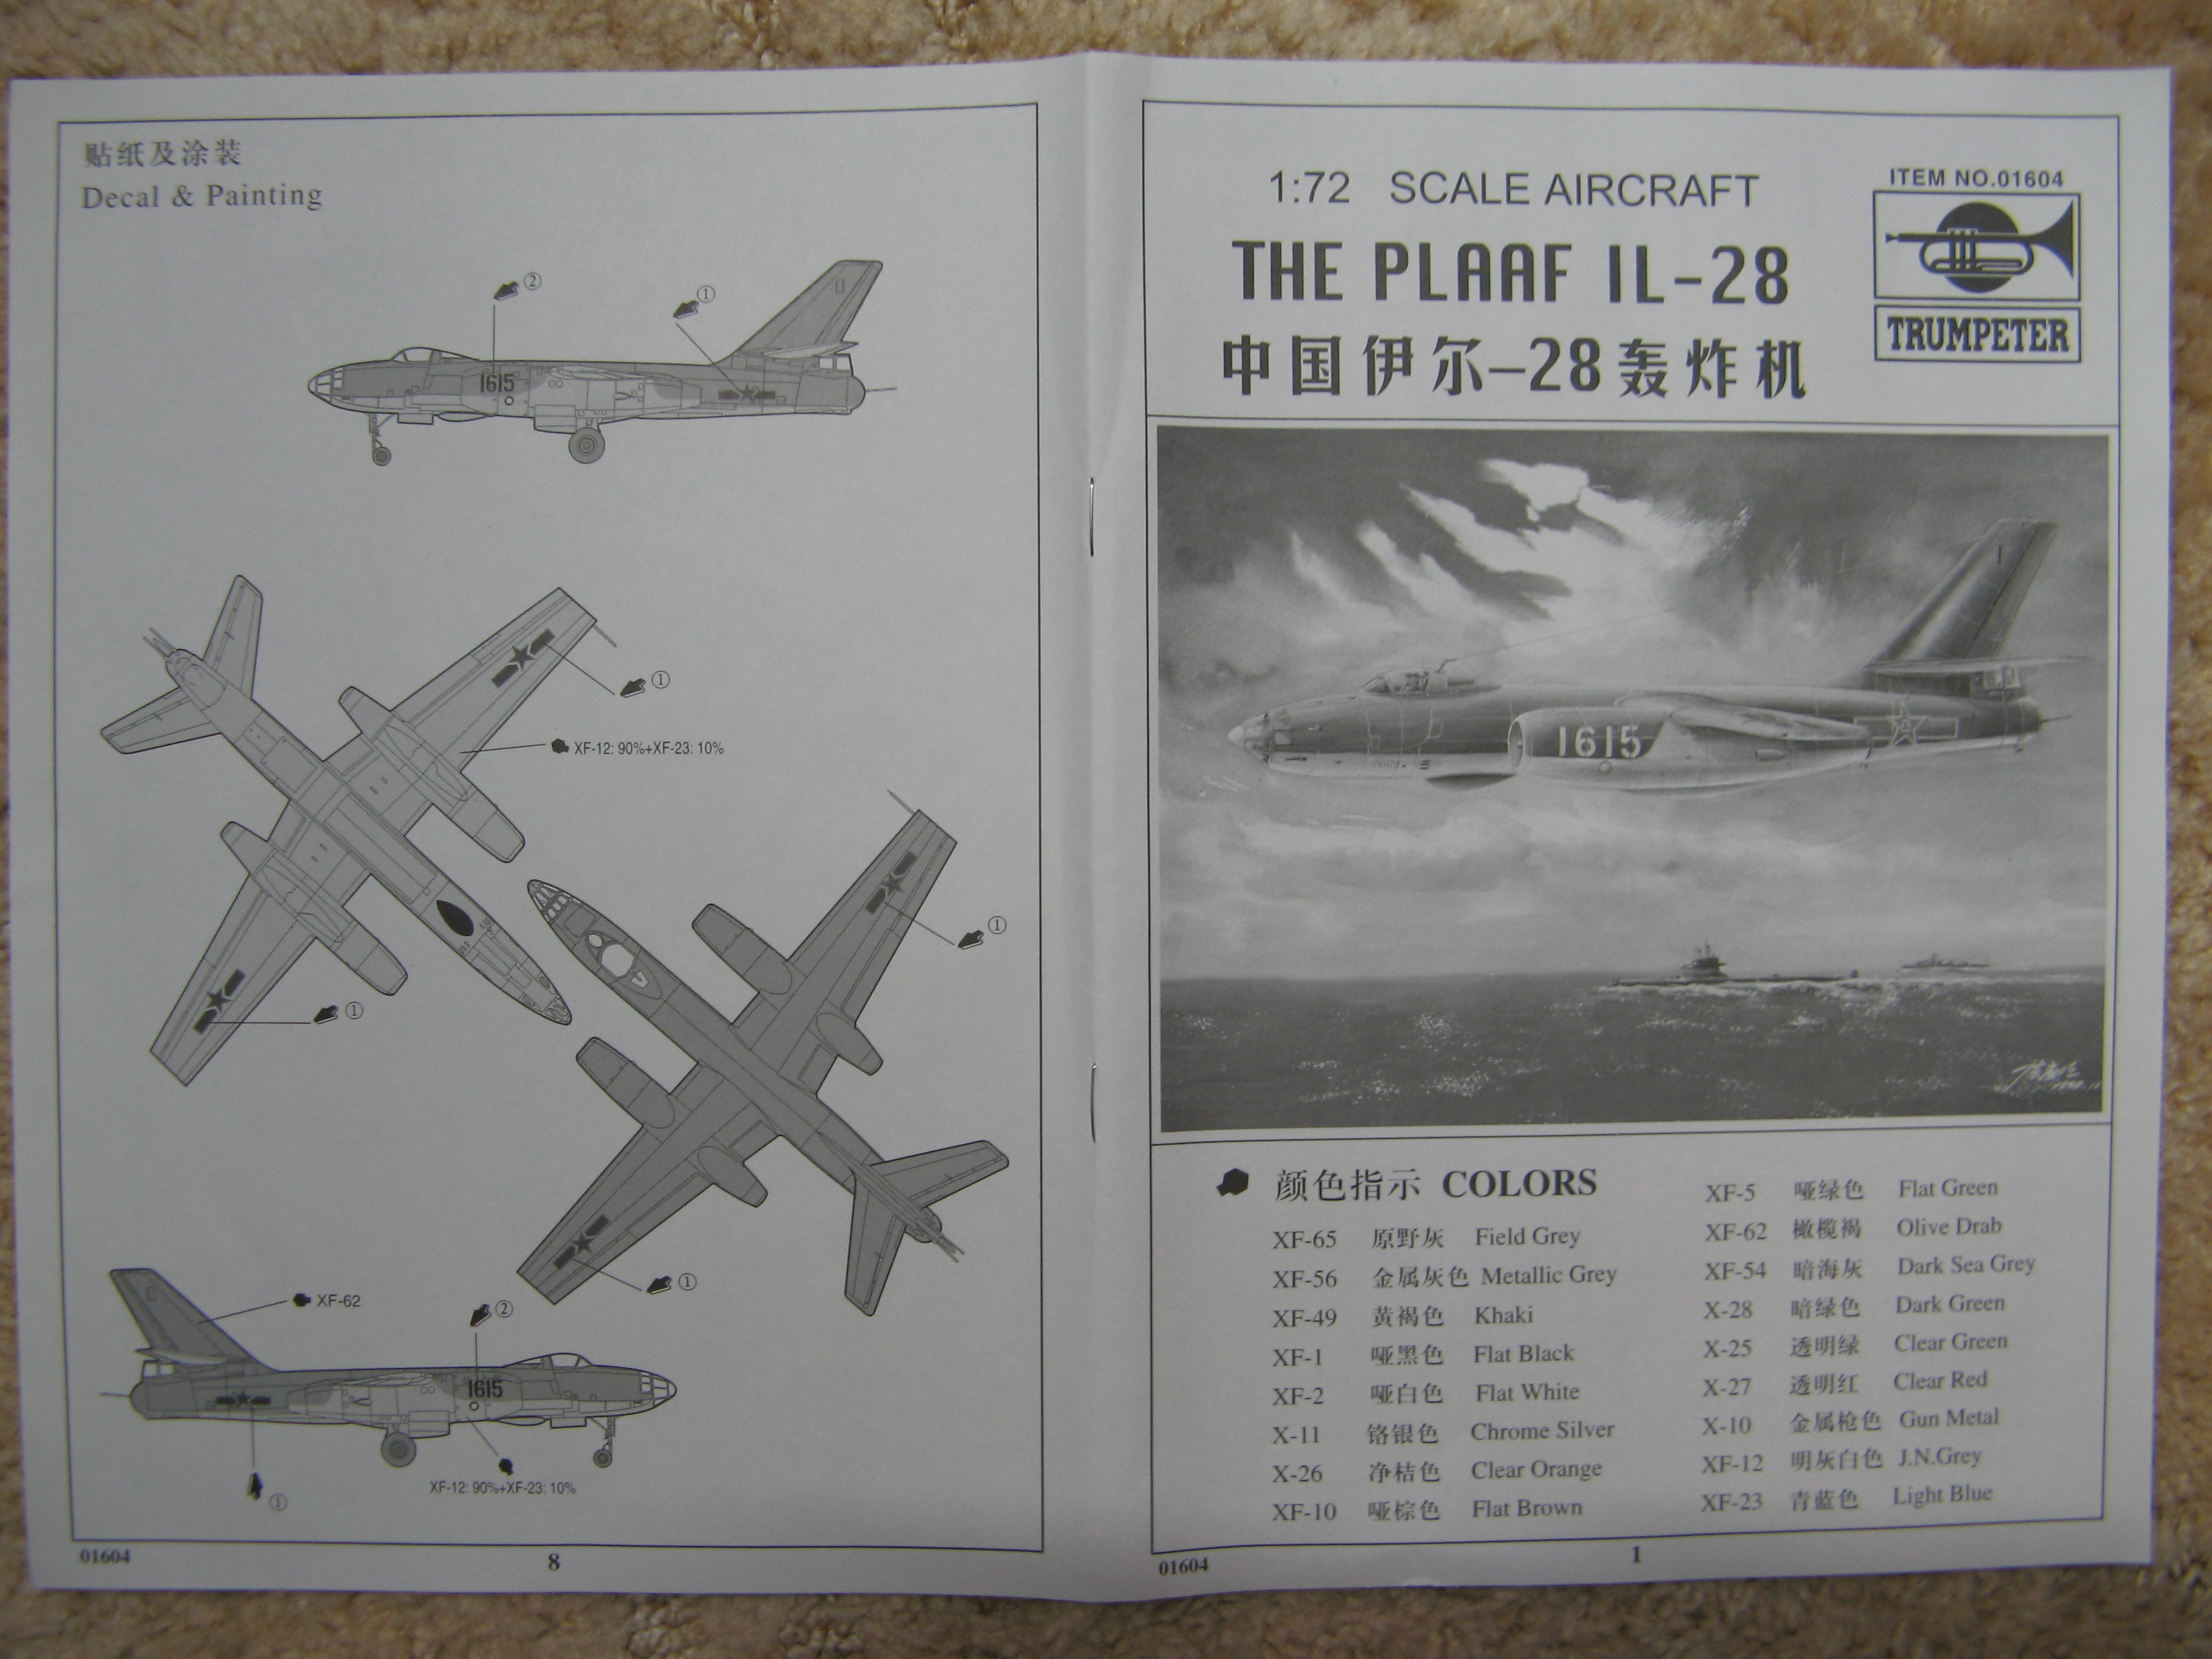 贴纸及涂装
Decal & Painting
②
①
1615
①
XF-12: 90%+XF-23: 10%
①
①
①
XF-62
②
1615
XF-12: 90%+XF-23: 10%
①
01604
8
ITEM NO.01604
1:72 SCALE AIRCRAFT
THE PLAAF IL-28
中国伊尔-28轰炸机
TRUMPETER
1615
颜色指示 COLORS
XF-65 原野灰 Field Grey
XF-56 金属灰色 Metallic Grey
XF-49 黄褐色 Khaki
XF-1 哑黑色 Flat Black
XF-2 哑白色 Flat White
X-11 铬银色 Chrome Silver
X-26 净桔色 Clear Orange
XF-10 哑棕色 Flat Brown
XF-5 哑绿色 Flat Green
XF-62 橄榄褐 Olive Drab
XF-54 暗海灰 Dark Sea Grey
X-28 暗绿色 Dark Green
X-25 透明绿 Clear Green
X-27 透明红 Clear Red
X-10 金属枪色 Gun Metal
XF-12 明灰白色 J.N.Grey
XF-23 青蓝色 Light Blue
01604
1